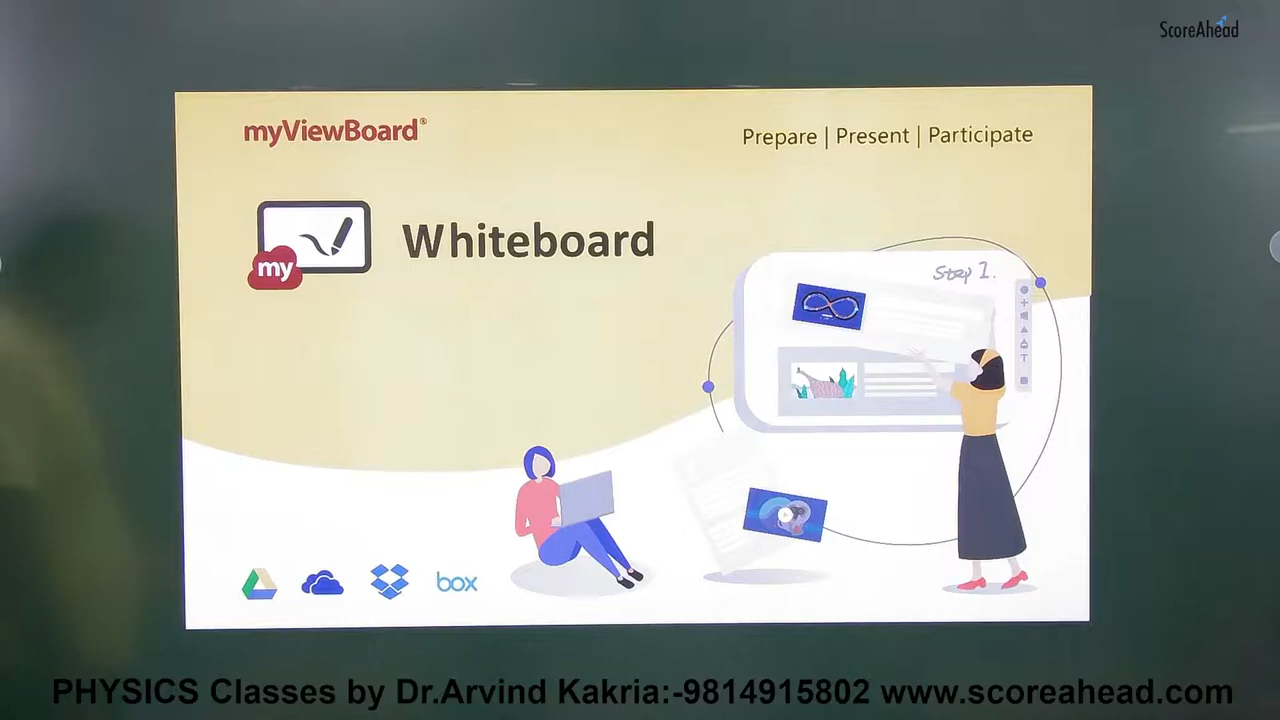 ScoreAhead
myViewBoard®
Prepare | Present | Participate
my
Whiteboard
Step 1.
box
PHYSICS Classes by Dr.Arvind Kakria:-9814915802 www.scoreahead.com